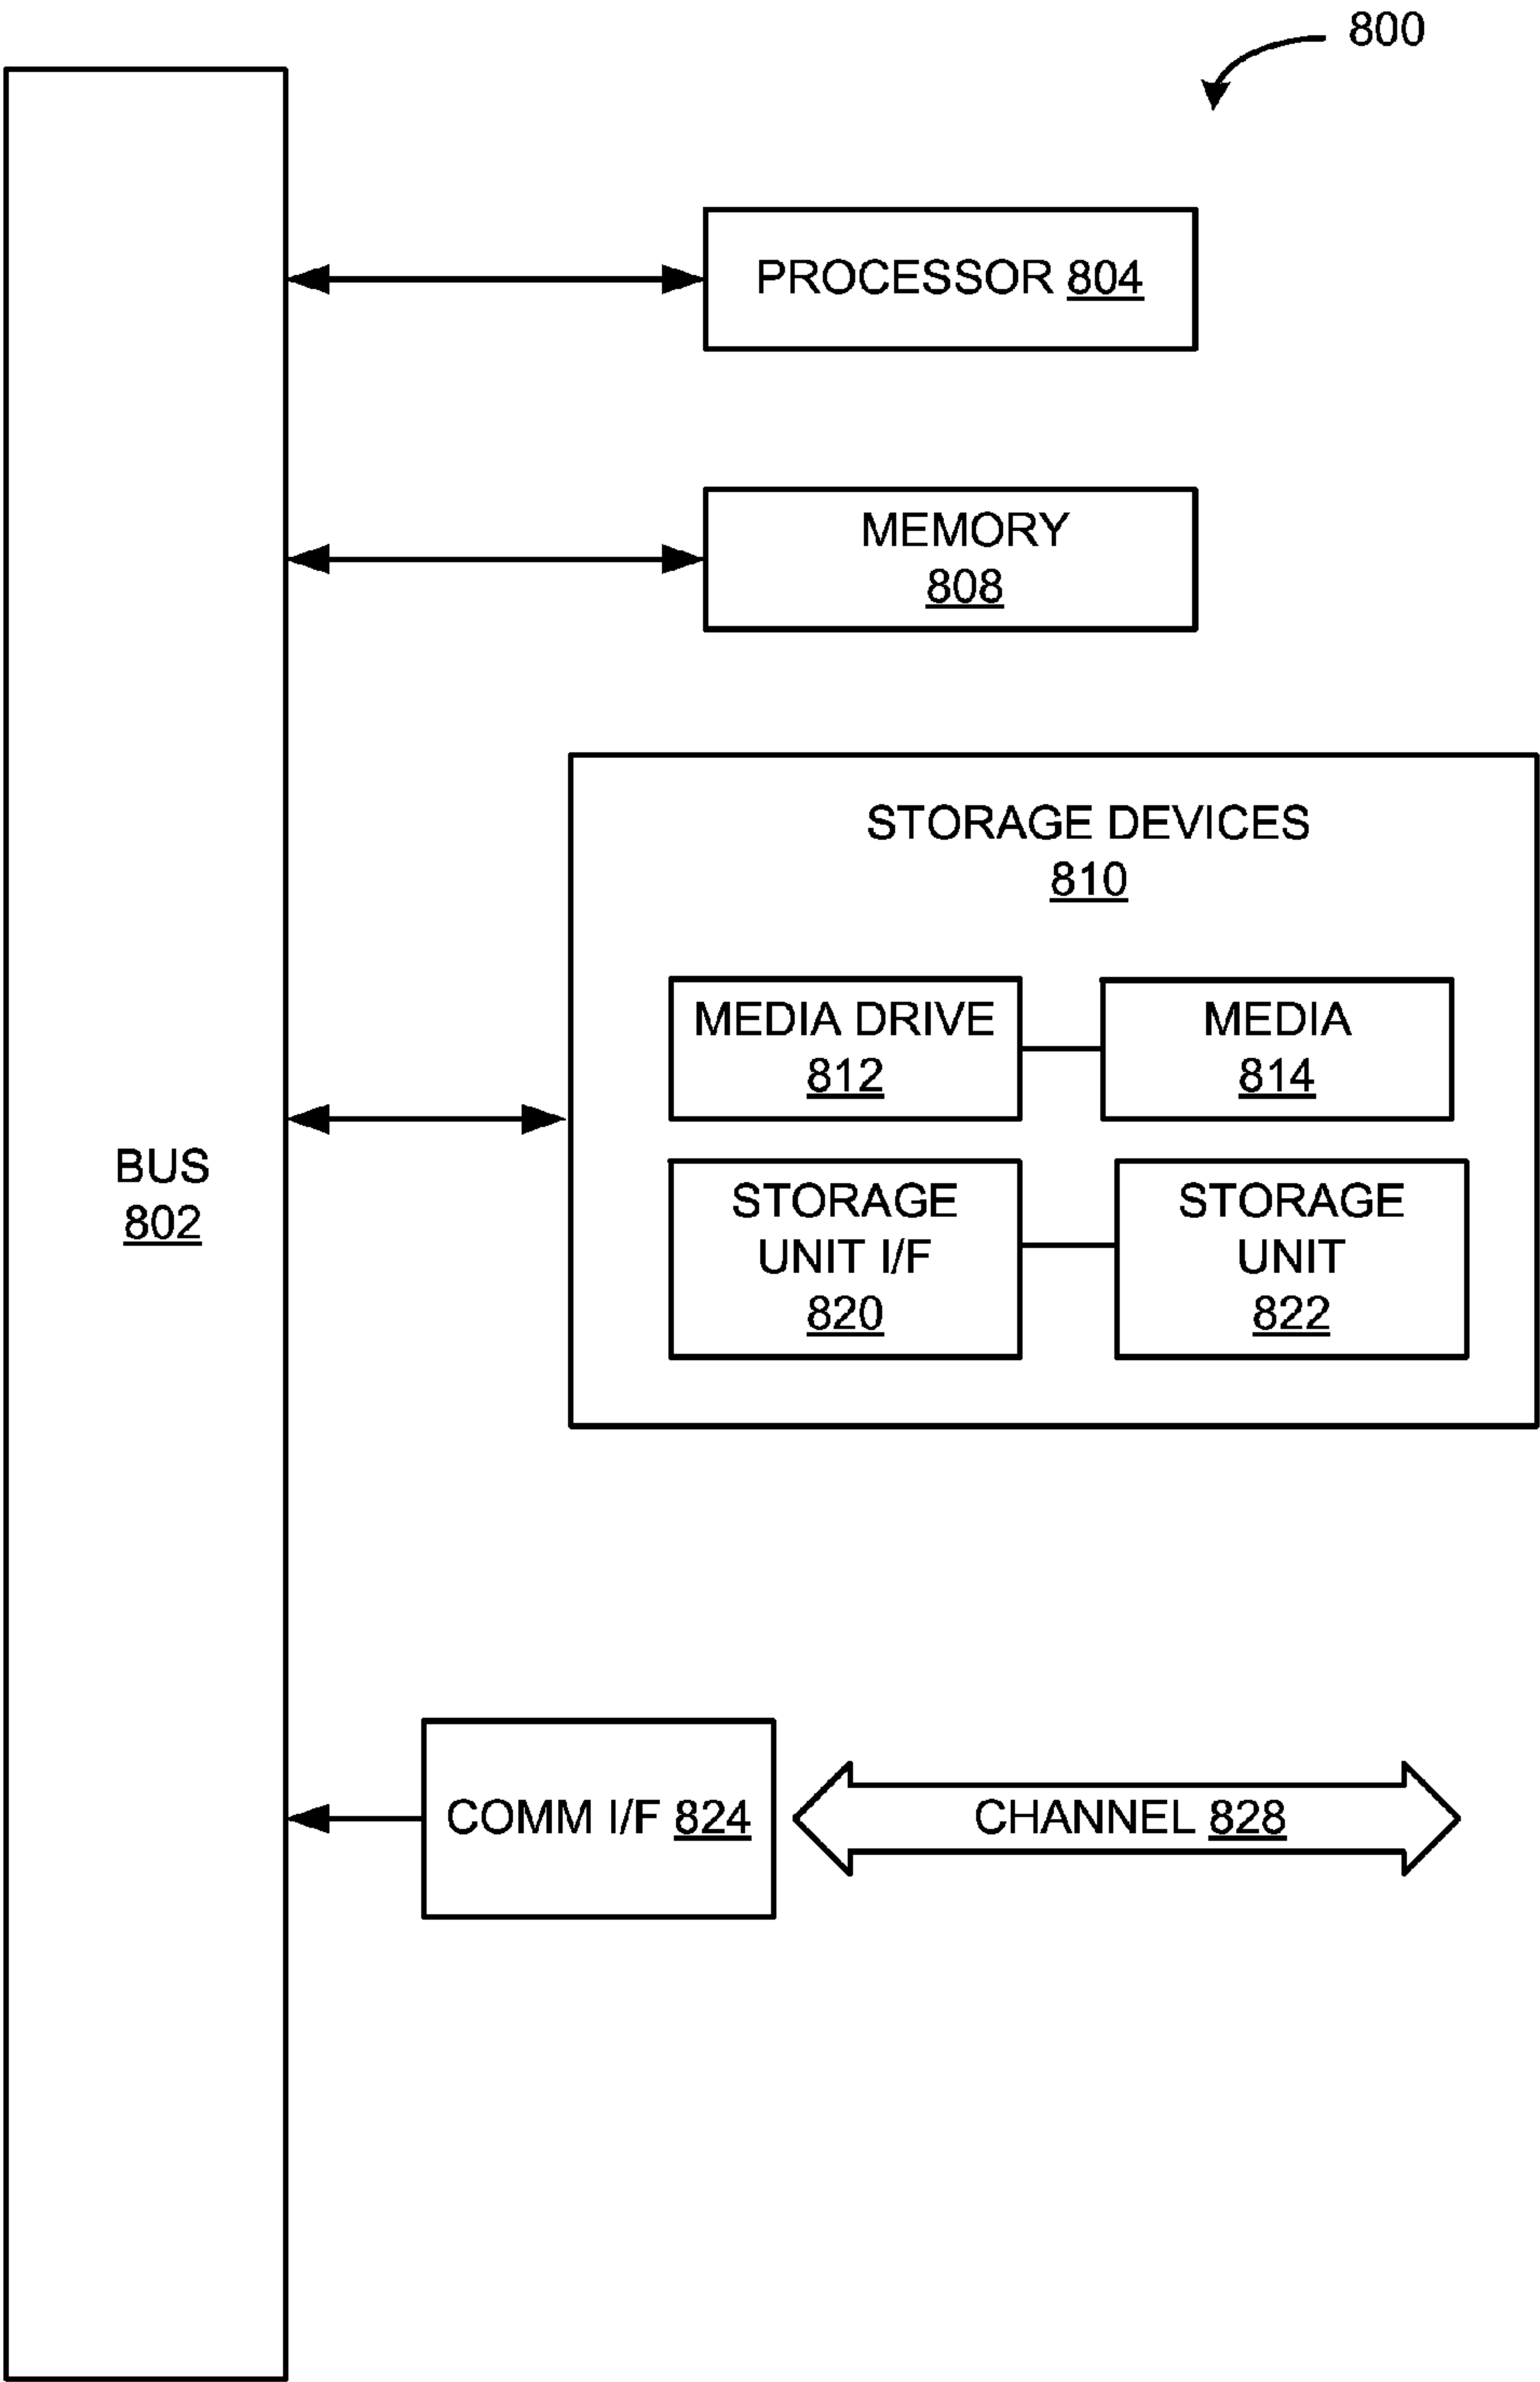 800
PROCESSOR 804
MEMORY
808
STORAGE DEVICES
810
MEDIA DRIVE
812
MEDIA
814
BUS
802
STORAGE
UNIT I/F
820
STORAGE
UNIT
822
COMM I/F 824
CHANNEL 828